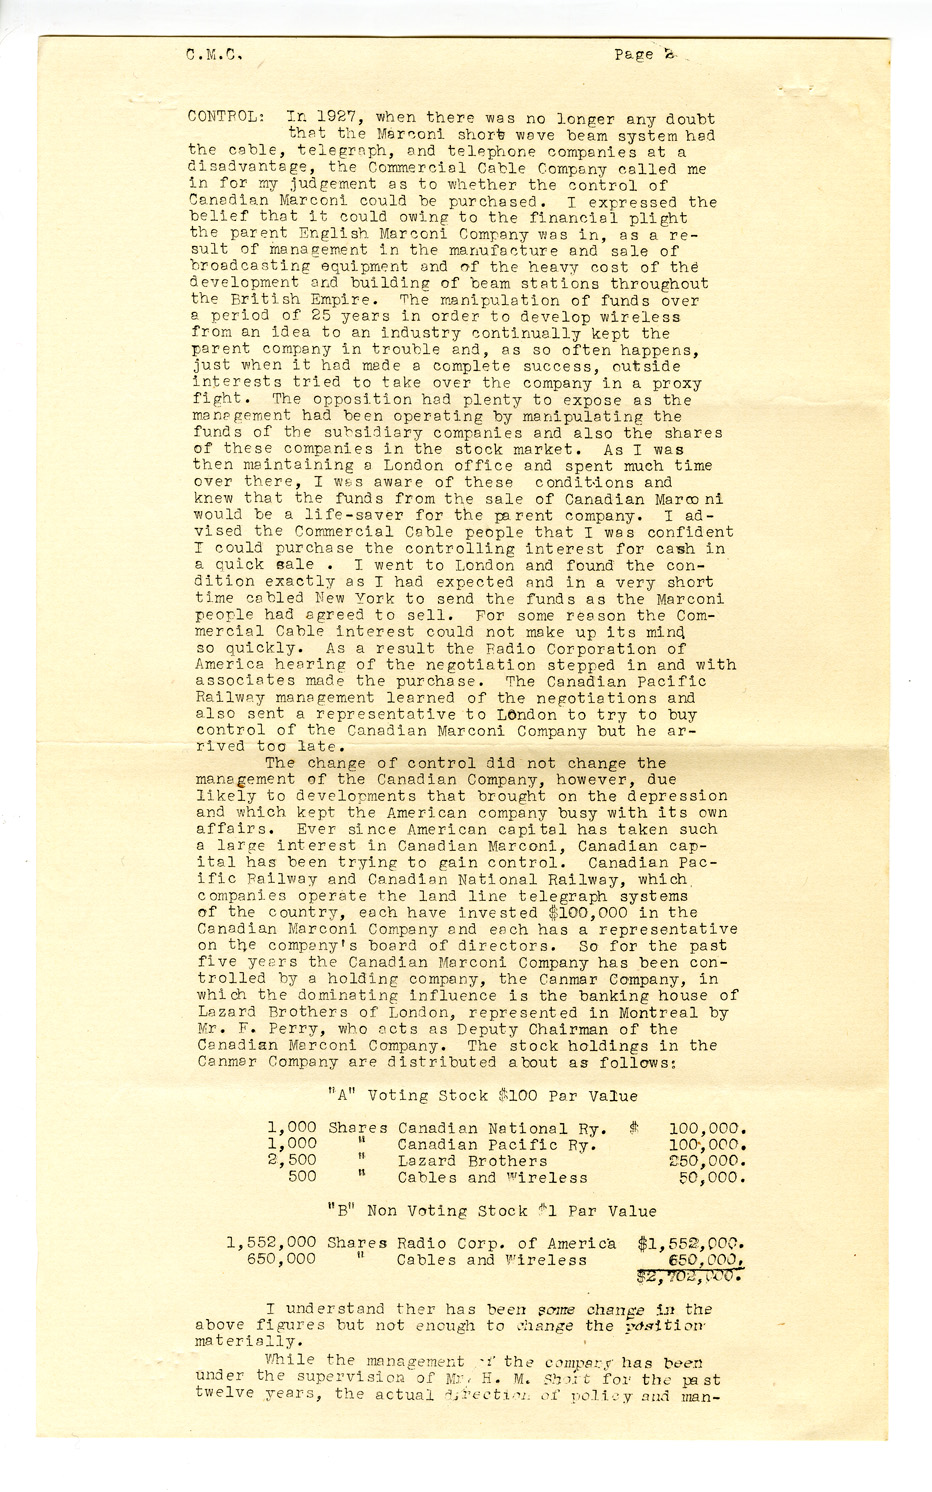 C.M.C. Page 2
CONTROL: In 1927, when there was no longer any doubt
that the Marconi short wave beam system had
the cable, telegraph, and telephone companies at a
disadvantage, the Commercial Cable Company called me
in for my judgement as to whether the control of
Canadian Marconi could be purchased. I expressed the
belief that it could owing to the financial plight
the parent English Marconi Company was in, as a re-
sult of management in the manufacture and sale of
broadcasting equipment and of the heavy cost of the
development and building of beam stations throughout
the British Empire. The manipulation of funds over
a period of 25 years in order to develop wireless
from an idea to an industry continually kept the
parent company in trouble and, as so often happens,
just when it had made a complete success, outside
interests tried to take over the company in a proxy
fight. The opposition had plenty to expose as the
management had been operating by manipulating the
funds of the subsidiary companies and also the shares
of these companies in the stock market. As I was
then maintaining a London office and spent much time
over there, I was aware of these conditions and
knew that the funds from the sale of Canadian Marconi
would be a life-saver for the parent company. I ad-
vised the Commercial Cable people that I was confident
I could purchase the controlling interest for cash in
a quick sale . I went to London and found the con-
dition exactly as I had expected and in a very short
time cabled New York to send the funds as the Marconi
people had agreed to sell. For some reason the Com-
mercial Cable interest could not make up its mind
so quickly. As a result the Radio Corporation of
America hearing of the negotiation stepped in and with
associates made the purchase. The Canadian Pacific
Railway management learned of the negotiations and
also sent a representative to London to try to buy
control of the Canadian Marconi Company but he ar-
rived too late.
The change of control did not change the
management of the Canadian Company, however, due
likely to developments that brought on the depression
and which kept the American company busy with its own
affairs. Ever since American capital has taken such
a large interest in Canadian Marconi, Canadian cap-
ital has been trying to gain control. Canadian Pac-
ific Railway and Canadian National Railway, which
companies operate the land line telegraph systems
of the country, each have invested $100,000 in the
Canadian Marconi Company and each has a representative
on the company's board of directors. So for the past
five years the Canadian Marconi Company has been con-
trolled by a holding company, the Canmar Company, in
which the dominating influence is the banking house of
Lazard Brothers of London, represented in Montreal by
Mr. F. Perry, who acts as Deputy Chairman of the
Canadian Marconi Company. The stock holdings in the
Canmar Company are distributed about as follows:
"A" Voting Stock $100 Par Value
1,000 Shares Canadian National Ry. $ 100,000.
1,000 " Canadian Pacific Ry. 100,000.
2,500 " Lazard Brothers 250,000.
500 " Cables and Wireless 50,000.
"B" Non Voting Stock $1 Par Value
1,552,000 Shares Radio Corp. of America $1,552,000.
650,000 " Cables and Wireless 650,000.
$2,702,000.
I understand ther has been some change in the
above figures but not enough to change the position
materially.
While the management of the company has been
under the supervision of Mr. H. M. Short for the past
twelve years, the actual direction of policy and man-